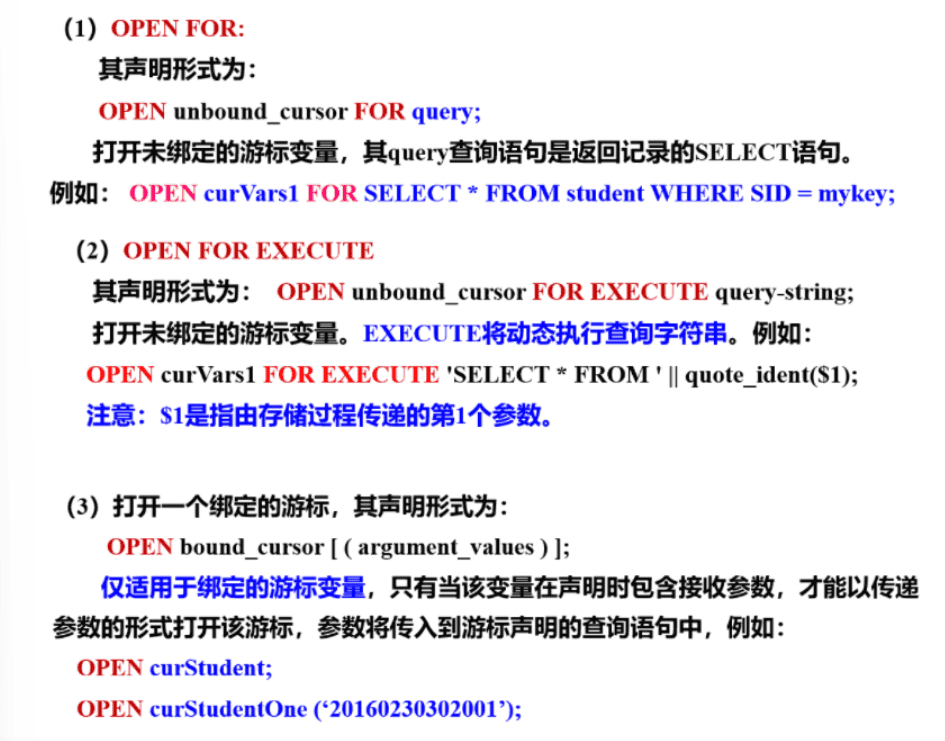 （1）OPEN FOR:
其声明形式为：
OPEN unbound_cursor FOR query;
打开未绑定的游标变量，其query查询语句是返回记录的SELECT语句。
例如： OPEN curVars1 FOR SELECT * FROM student WHERE SID = mykey;
（2）OPEN FOR EXECUTE
其声明形式为： OPEN unbound_cursor FOR EXECUTE query-string;
打开未绑定的游标变量。EXECUTE将动态执行查询字符串。例如：
OPEN curVars1 FOR EXECUTE 'SELECT * FROM ' || quote_ident($1);
注意：$1是指由存储过程传递的第1个参数。
（3）打开一个绑定的游标，其声明形式为：
OPEN bound_cursor [ ( argument_values ) ];
仅适用于绑定的游标变量，只有当该变量在声明时包含接收参数，才能以传递
参数的形式打开该游标，参数将传入到游标声明的查询语句中，例如：
OPEN curStudent;
OPEN curStudentOne (‘20160230302001’);